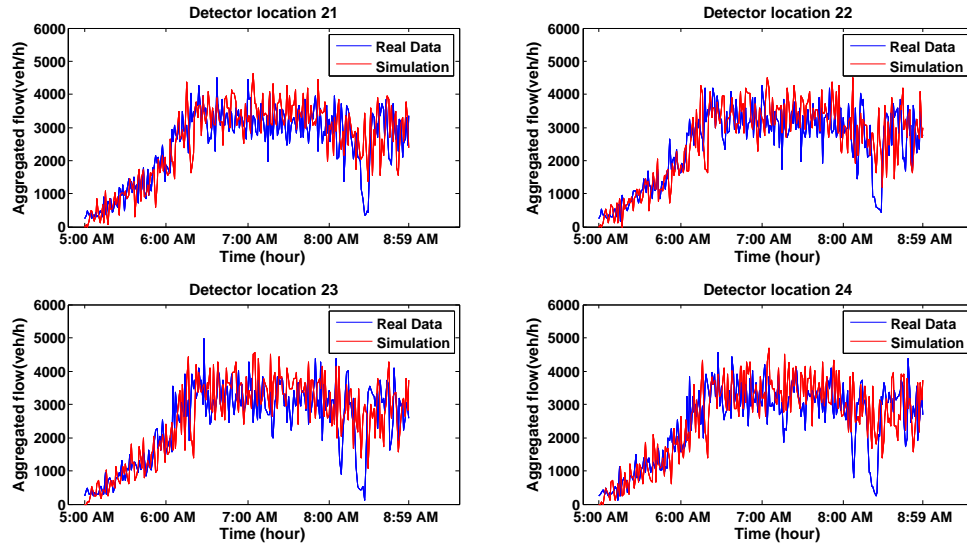 Detector location 21
Aggregated flow(veh/h)
6000
5000
4000
3000
2000
1000
0
Real Data
Simulation
5:00 AM 6:00 AM 7:00 AM 8:00 AM 8:59 AM
Time (hour)
Detector location 22
Aggregated flow(veh/h)
6000
5000
4000
3000
2000
1000
0
Real Data
Simulation
5:00 AM 6:00 AM 7:00 AM 8:00 AM 8:59 AM
Time (hour)
Detector location 23
Aggregated flow(veh/h)
6000
5000
4000
3000
2000
1000
0
Real Data
Simulation
5:00 AM 6:00 AM 7:00 AM 8:00 AM 8:59 AM
Time (hour)
Detector location 24
Aggregated flow(veh/h)
6000
5000
4000
3000
2000
1000
0
Real Data
Simulation
5:00 AM 6:00 AM 7:00 AM 8:00 AM 8:59 AM
Time (hour)